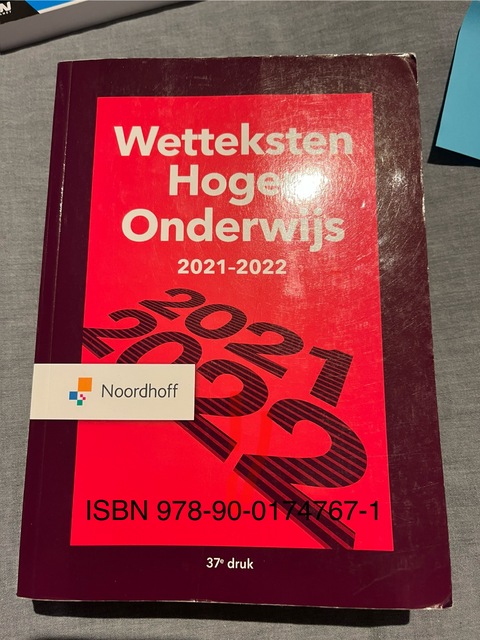 N
Wetteksten
Hoger
Onderwijs
2021-2022
2021
2022
Noordhoff
ISBN 978-90-0174767-1
37e druk